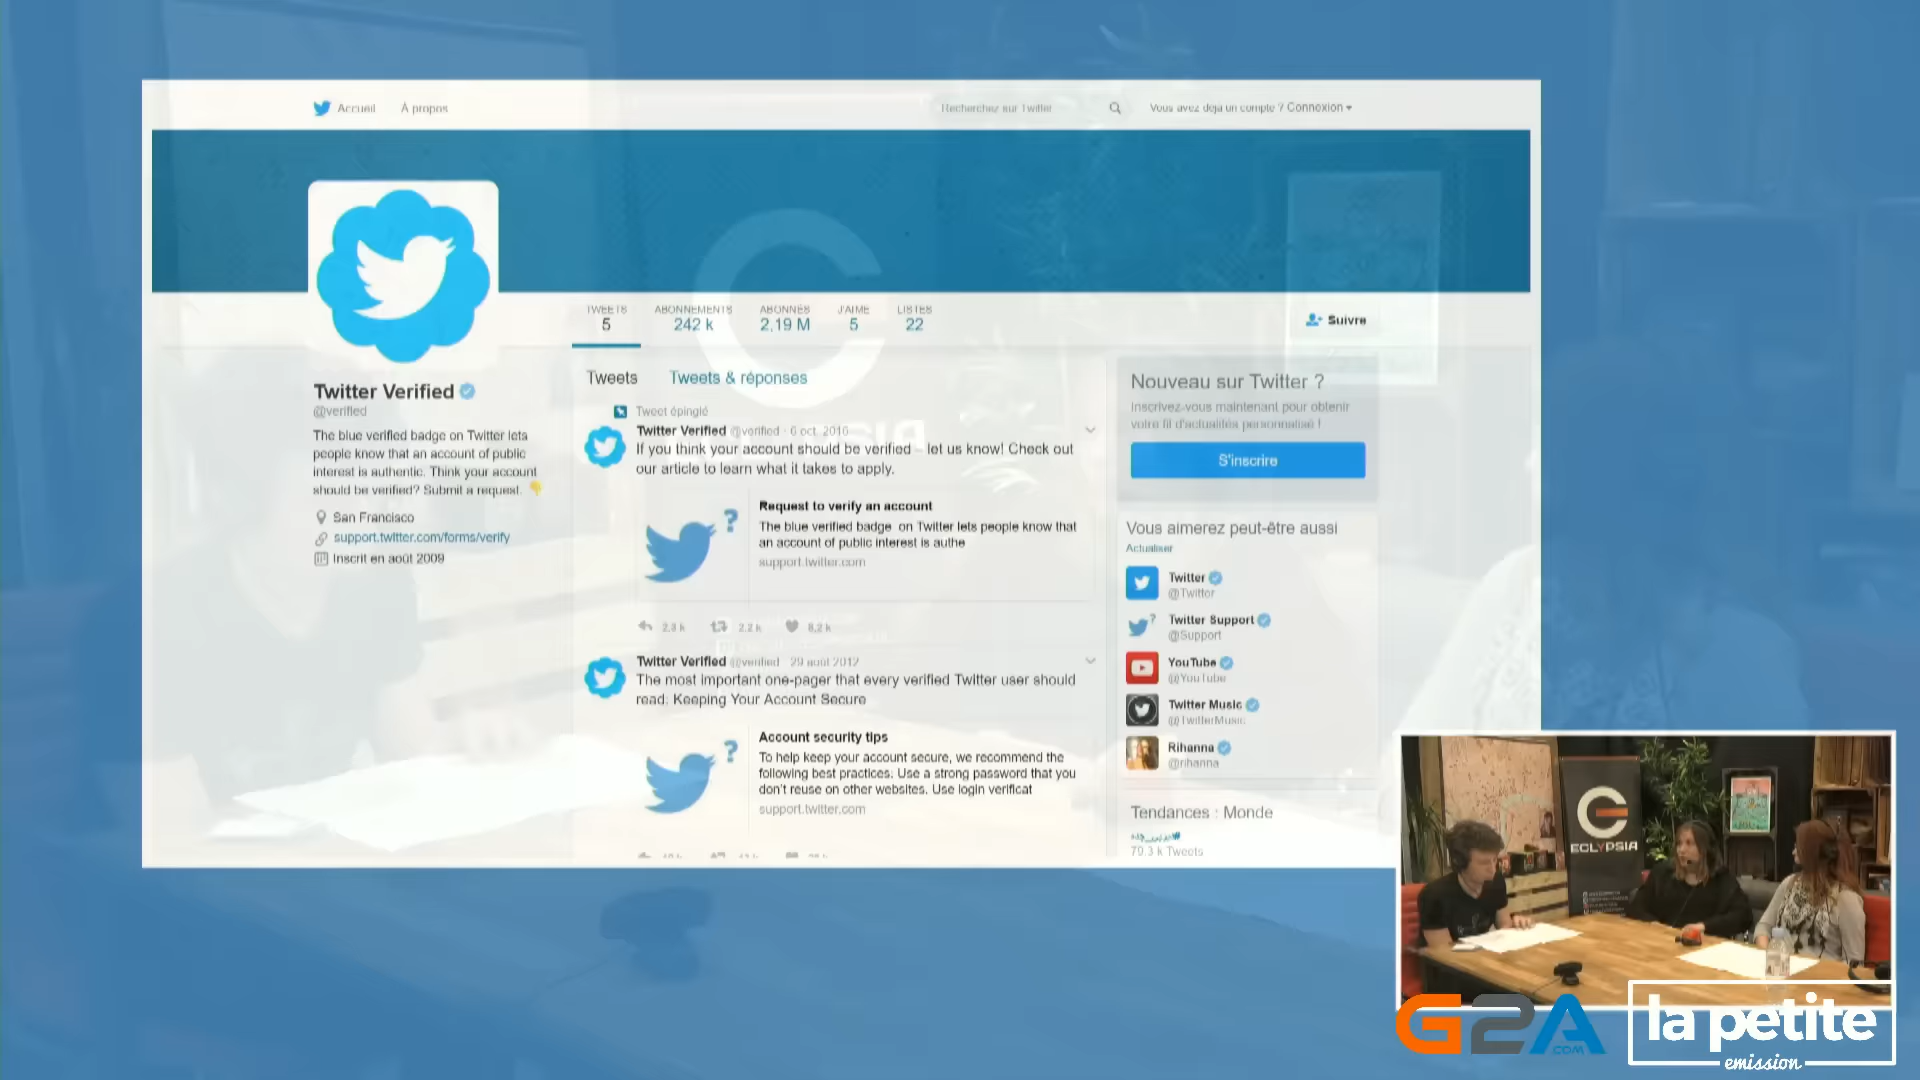 Accueil À propos Recherchez sur Twitter Vous avez déjà un compte ? Connexion
TWEETS ABONNEMENTS ABONNÉS J'AIME LISTES
5 242 k 2,19 M 5 22
Suivre
Twitter Verified
@verified
The blue verified badge on Twitter lets
people know that an account of public
interest is authentic. Think your account
should be verified? Submit a request.
San Francisco
support.twitter.com/forms/verify
Inscrit en août 2009
Tweets Tweets & réponses
Tweet épinglé
Twitter Verified @verified · 6 oct. 2016
If you think your account should be verified – let us know! Check out
our article to learn what it takes to apply.
Request to verify an account
The blue verified badge on Twitter lets people know that
an account of public interest is authe
support.twitter.com
2,3 k 2,2 k 8,2 k
Twitter Verified @verified · 29 août 2012
The most important one-pager that every verified Twitter user should
read: Keeping Your Account Secure
Account security tips
To help keep your account secure, we recommend the
following best practices: Use a strong password that you
don't reuse on other websites. Use login verificat
support.twitter.com
Nouveau sur Twitter ?
Inscrivez-vous maintenant pour obtenir
votre fil d'actualités personnalisé !
S'inscrire
Vous aimerez peut-être aussi
Actualiser
Twitter
@Twitter
Twitter Support
@Support
YouTube
@YouTube
Twitter Music
@TwitterMusic
Rihanna
@rihanna
Tendances : Monde
79,3 k Tweets
ECLYPSIA
G2A
.COM
la petite
emission